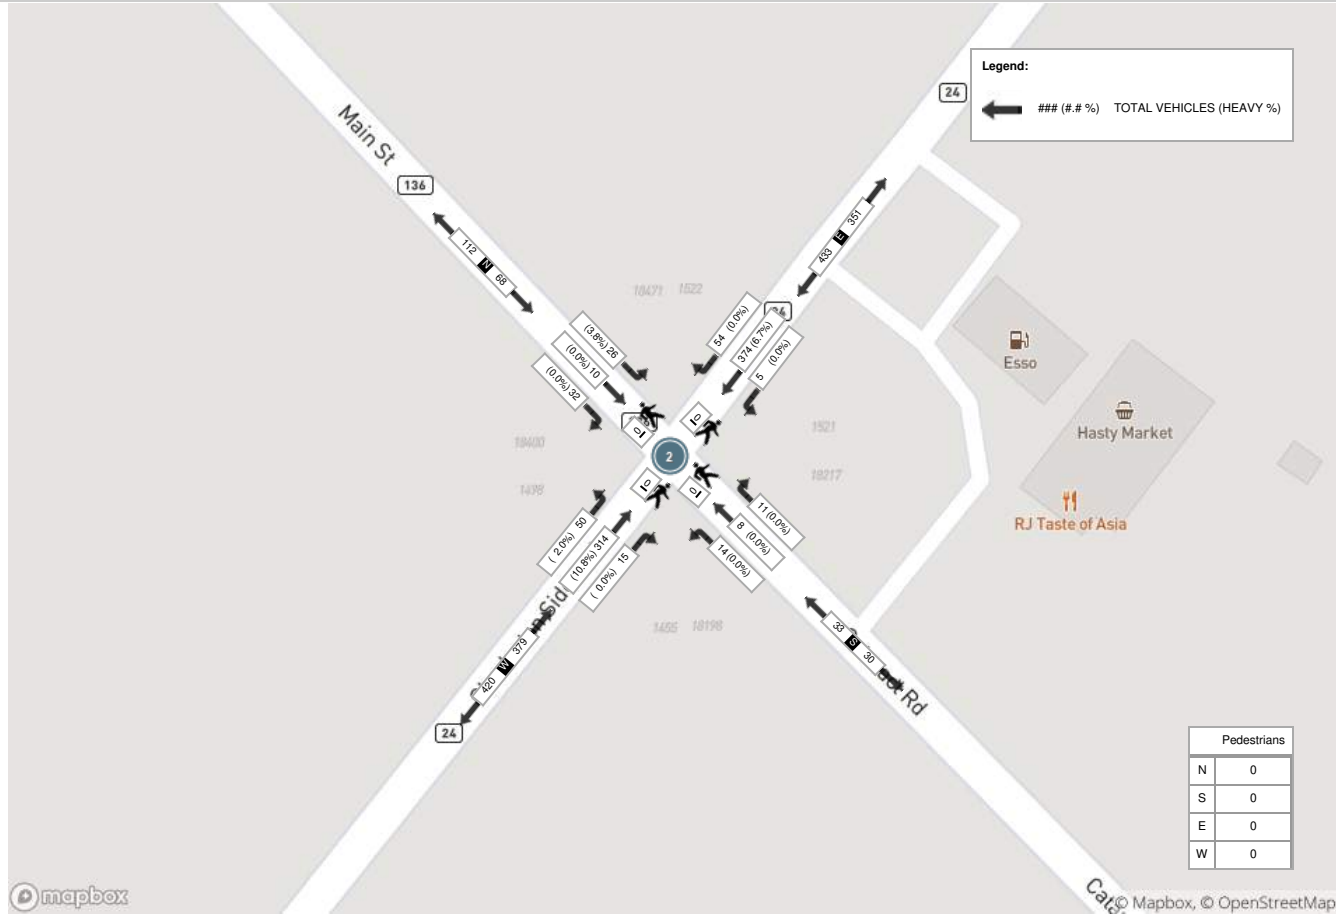 Legend:
### (#.# %) TOTAL VEHICLES (HEAVY %)
24
Main St
136
112 N 68
433 E 351
18471 1522
54 (0.0%)
374 (6.7%)
5 (0.0%)
(3.8%) 26
(0.0%) 10
(0.0%) 32
Esso
Hasty Market
RJ Taste of Asia
18400
1498
1521
18217
0
0
2
0
0
( 2.0%) 50
(10.8%) 314
( 0.0%) 15
11 (0.0%)
8 (0.0%)
14 (0.0%)
1455 18198
33 S 30
420 W 379
24
Pedestrians
N 0
S 0
E 0
W 0
mapbox
© Mapbox, © OpenStreetMap